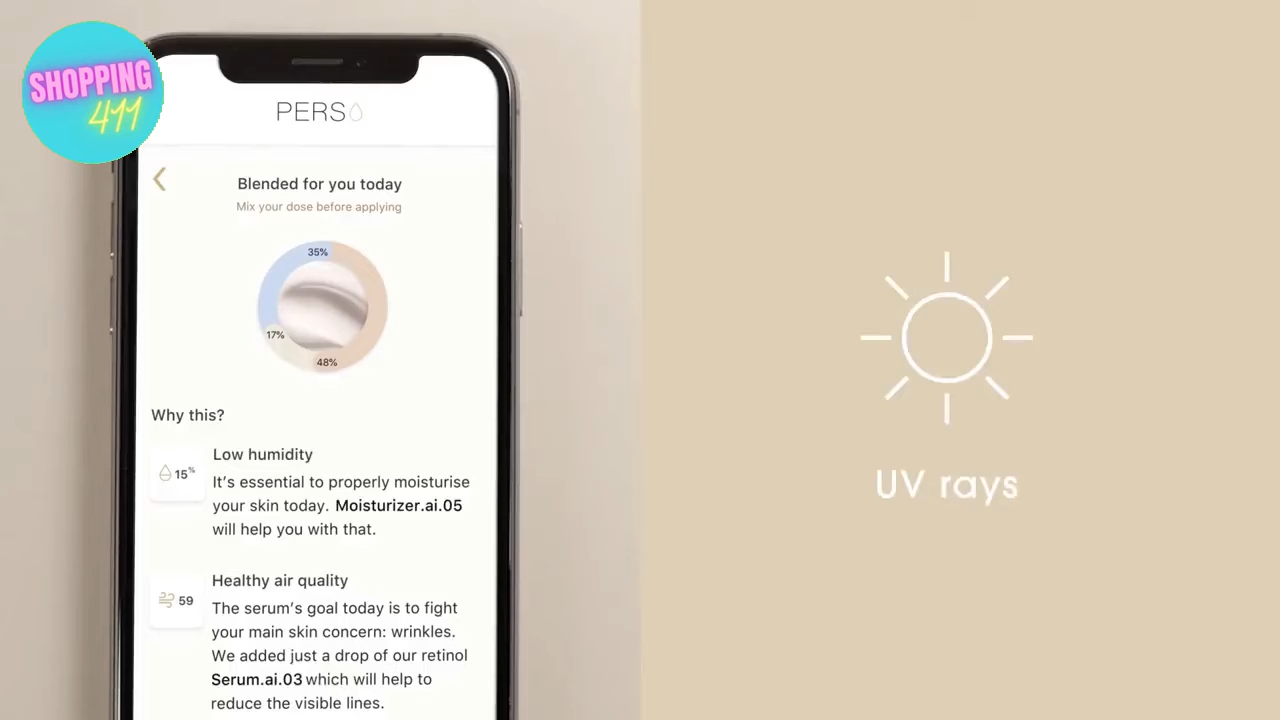 SHOPPING
411
PERS
Blended for you today
Mix your dose before applying
35%
17%
48%
Why this?
Low humidity
15%
It's essential to properly moisturise
your skin today. Moisturizer.ai.05
will help you with that.
Healthy air quality
59
The serum's goal today is to fight
your main skin concern: wrinkles.
We added just a drop of our retinol
Serum.ai.03 which will help to
reduce the visible lines.
UV rays